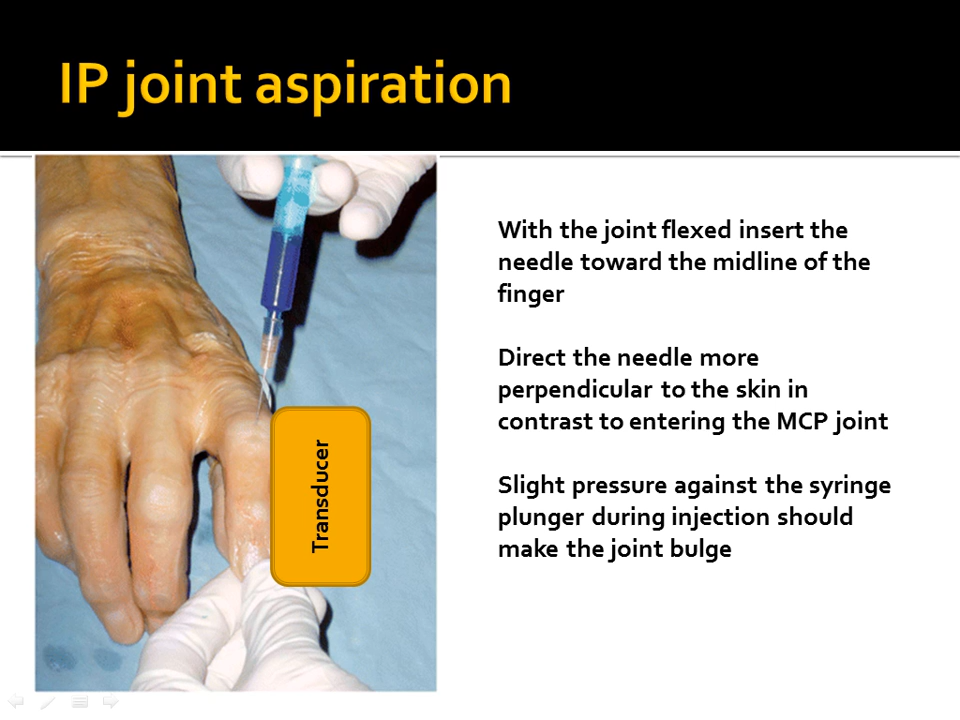 IP joint aspiration
With the joint flexed insert the
needle toward the midline of the
finger
Direct the needle more
perpendicular to the skin in
contrast to entering the MCP joint
Slight pressure against the syringe
plunger during injection should
make the joint bulge
Transducer